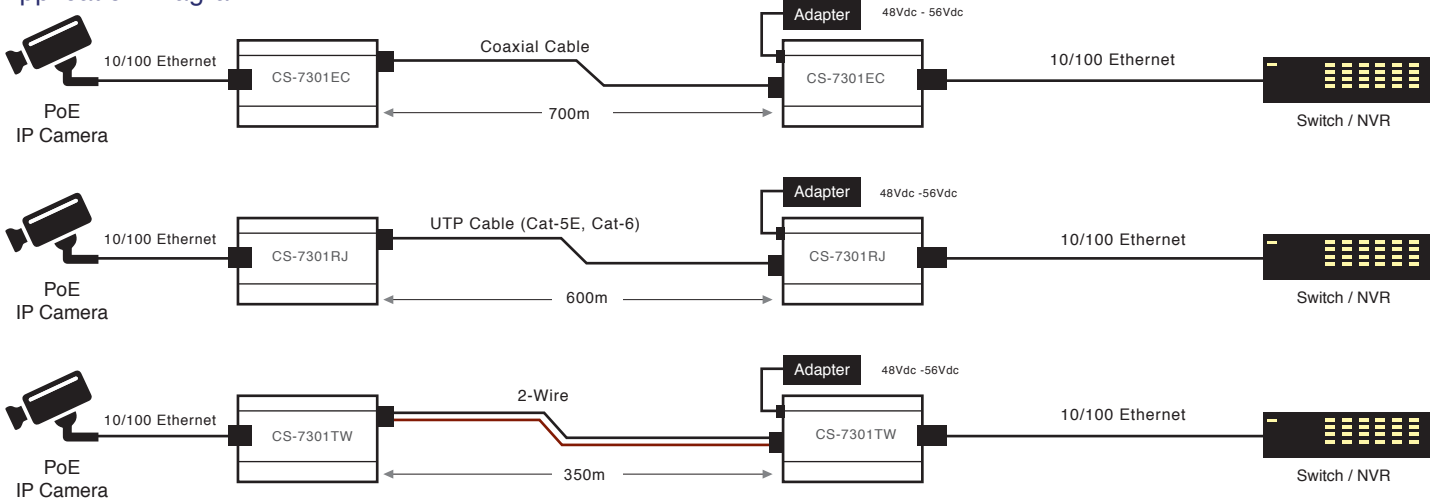 Adapter
48Vdc - 56Vdc
10/100 Ethernet
CS-7301EC
Coaxial Cable
CS-7301EC
10/100 Ethernet
700m
PoE
IP Camera
Switch / NVR
Adapter
48Vdc -56Vdc
10/100 Ethernet
CS-7301RJ
UTP Cable (Cat-5E, Cat-6)
CS-7301RJ
10/100 Ethernet
600m
PoE
IP Camera
Switch / NVR
Adapter
48Vdc -56Vdc
10/100 Ethernet
CS-7301TW
2-Wire
CS-7301TW
10/100 Ethernet
350m
PoE
IP Camera
Switch / NVR